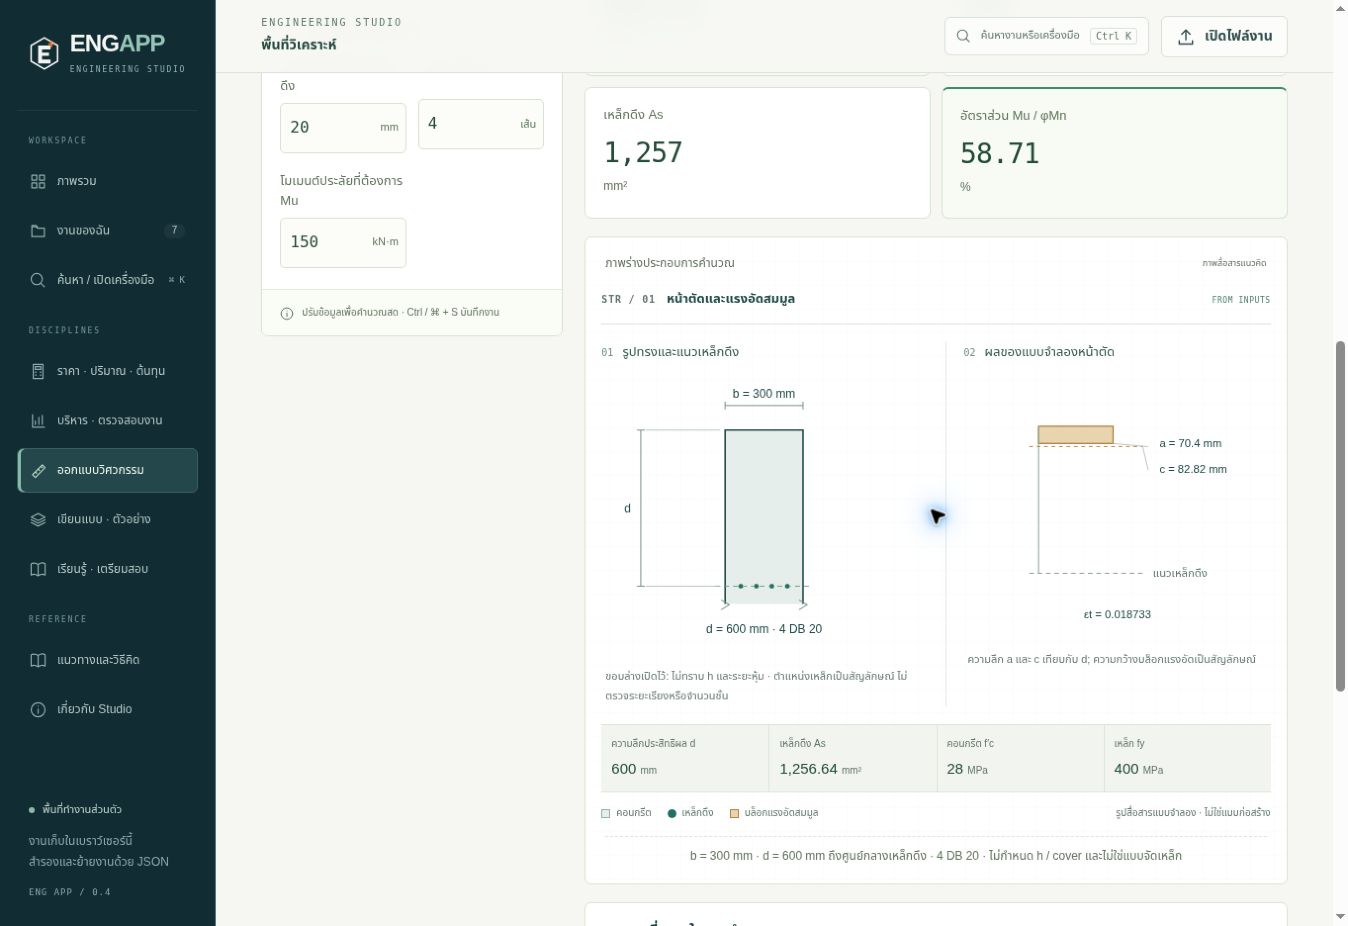 ENGAPP
ENGINEERING STUDIO
WORKSPACE
ภาพรวม
งานของฉัน 7
ค้นหา / เปิดเครื่องมือ ⌘ K
DISCIPLINES
ราคา · ปริมาณ · ต้นทุน
บริหาร · ตรวจสอบงาน
ออกแบบวิศวกรรม
เขียนแบบ · ตัวอย่าง
เรียนรู้ · เตรียมสอบ
REFERENCE
แนวทางและวิธีคิด
เกี่ยวกับ Studio
พื้นที่ทำงานส่วนตัว
งานเก็บในเบราว์เซอร์นี้
สำรองและย้ายงานด้วย JSON
ENG APP / 0.4
ENGINEERING STUDIO
พื้นที่วิเคราะห์
ค้นหางานหรือเครื่องมือ Ctrl K
เปิดไฟล์งาน
ดึง
20 mm
4 เส้น
โมเมนต์ประลัยที่ต้องการ
Mu
150 kN·m
ปรับข้อมูลเพื่อคำนวณสด · Ctrl / ⌘ + S บันทึกงาน
เหล็กดึง As
1,257
mm²
อัตราส่วน Mu / φMn
58.71
%
ภาพร่างประกอบการคำนวณ
ภาพสื่อสารแนวคิด
STR / 01 หน้าตัดและแรงอัดสมมูล
FROM INPUTS
01 รูปทรงและแนวเหล็กดึง
b = 300 mm
d
d = 600 mm · 4 DB 20
ขอบล่างเปิดไว้: ไม่ทราบ h และระยะหุ้ม · ตำแหน่งเหล็กเป็นสัญลักษณ์ ไม่
ตรวจระยะเรียงหรือจำนวนชั้น
02 ผลของแบบจำลองหน้าตัด
a = 70.4 mm
c = 82.82 mm
แนวเหล็กดึง
εt = 0.018733
ความลึก a และ c เทียบกับ d; ความกว้างบล็อกแรงอัดเป็นสัญลักษณ์
ความลึกประสิทธิผล d
600 mm
เหล็กดึง As
1,256.64 mm²
คอนกรีต f′c
28 MPa
เหล็ก fy
400 MPa
คอนกรีต เหล็กดึง บล็อกแรงอัดสมมูล
รูปสื่อสารแบบจำลอง · ไม่ใช่แบบก่อสร้าง
b = 300 mm · d = 600 mm ถึงศูนย์กลางเหล็กดึง · 4 DB 20 · ไม่กำหนด h / cover และไม่ใช่แบบจัดเหล็ก